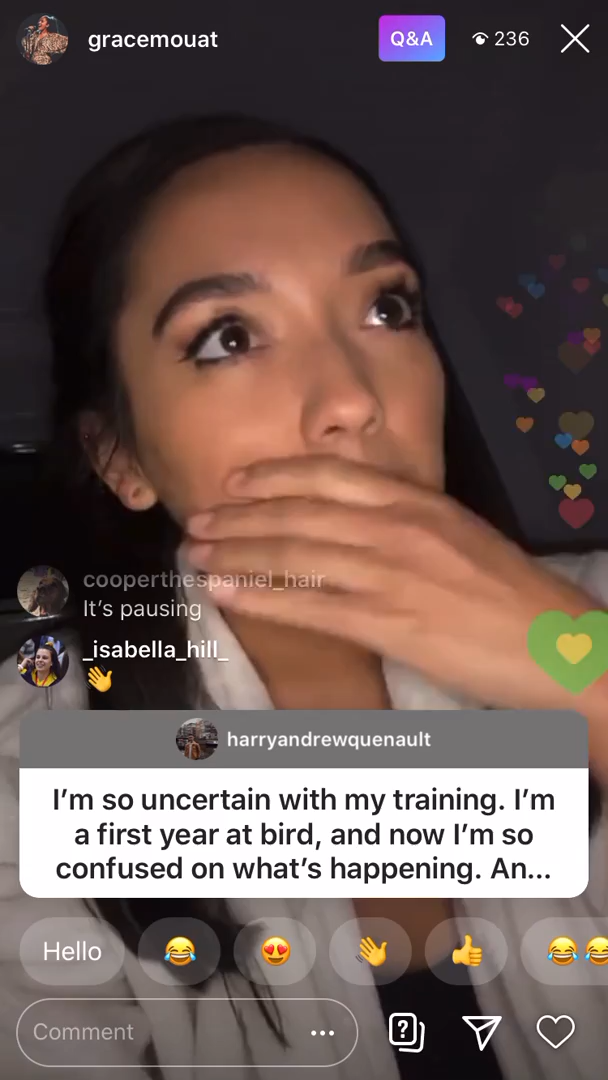 gracemouat
Q&A
236
cooperthespaniel_hair
It’s pausing
_isabella_hill_
👋
harryandrewquenault
I’m so uncertain with my training. I’m
a first year at bird, and now I’m so
confused on what’s happening. An...
Hello 😂 😍 👋 👍 😂😂
Comment